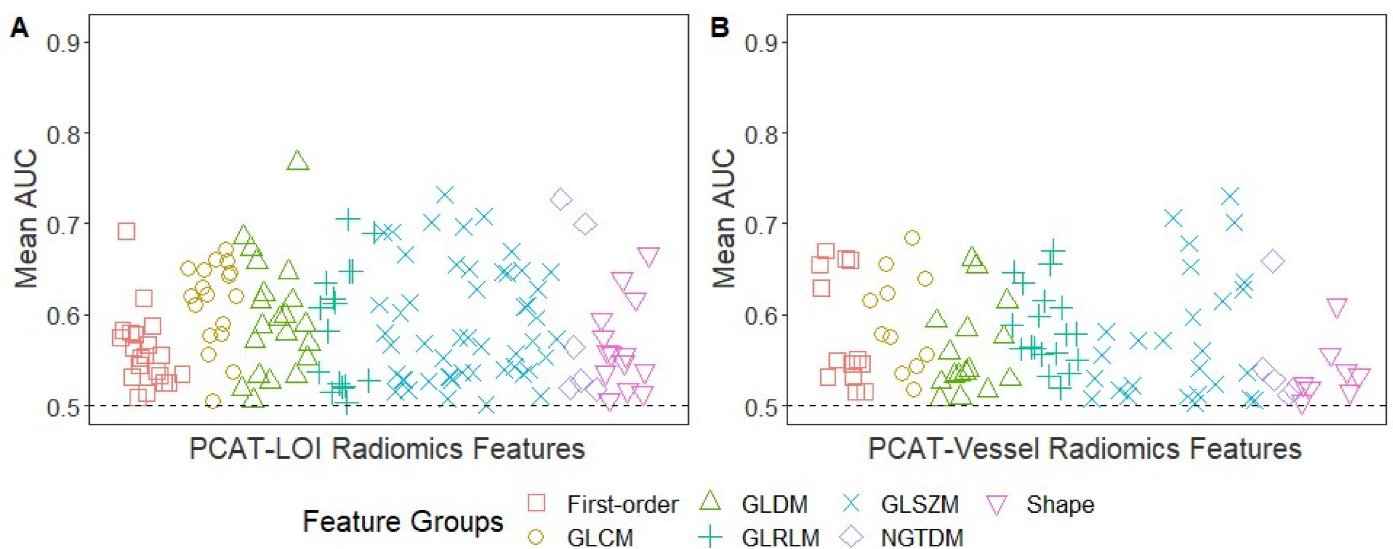 A
B
0.9
0.8
0.7
0.6
0.5
Mean AUC
PCAT-LOI Radiomics Features
0.9
0.8
0.7
0.6
0.5
Mean AUC
PCAT-Vessel Radiomics Features
Feature Groups
First-order
GLDM
GLSZM
Shape
GLCM
GLRLM
NGTDM